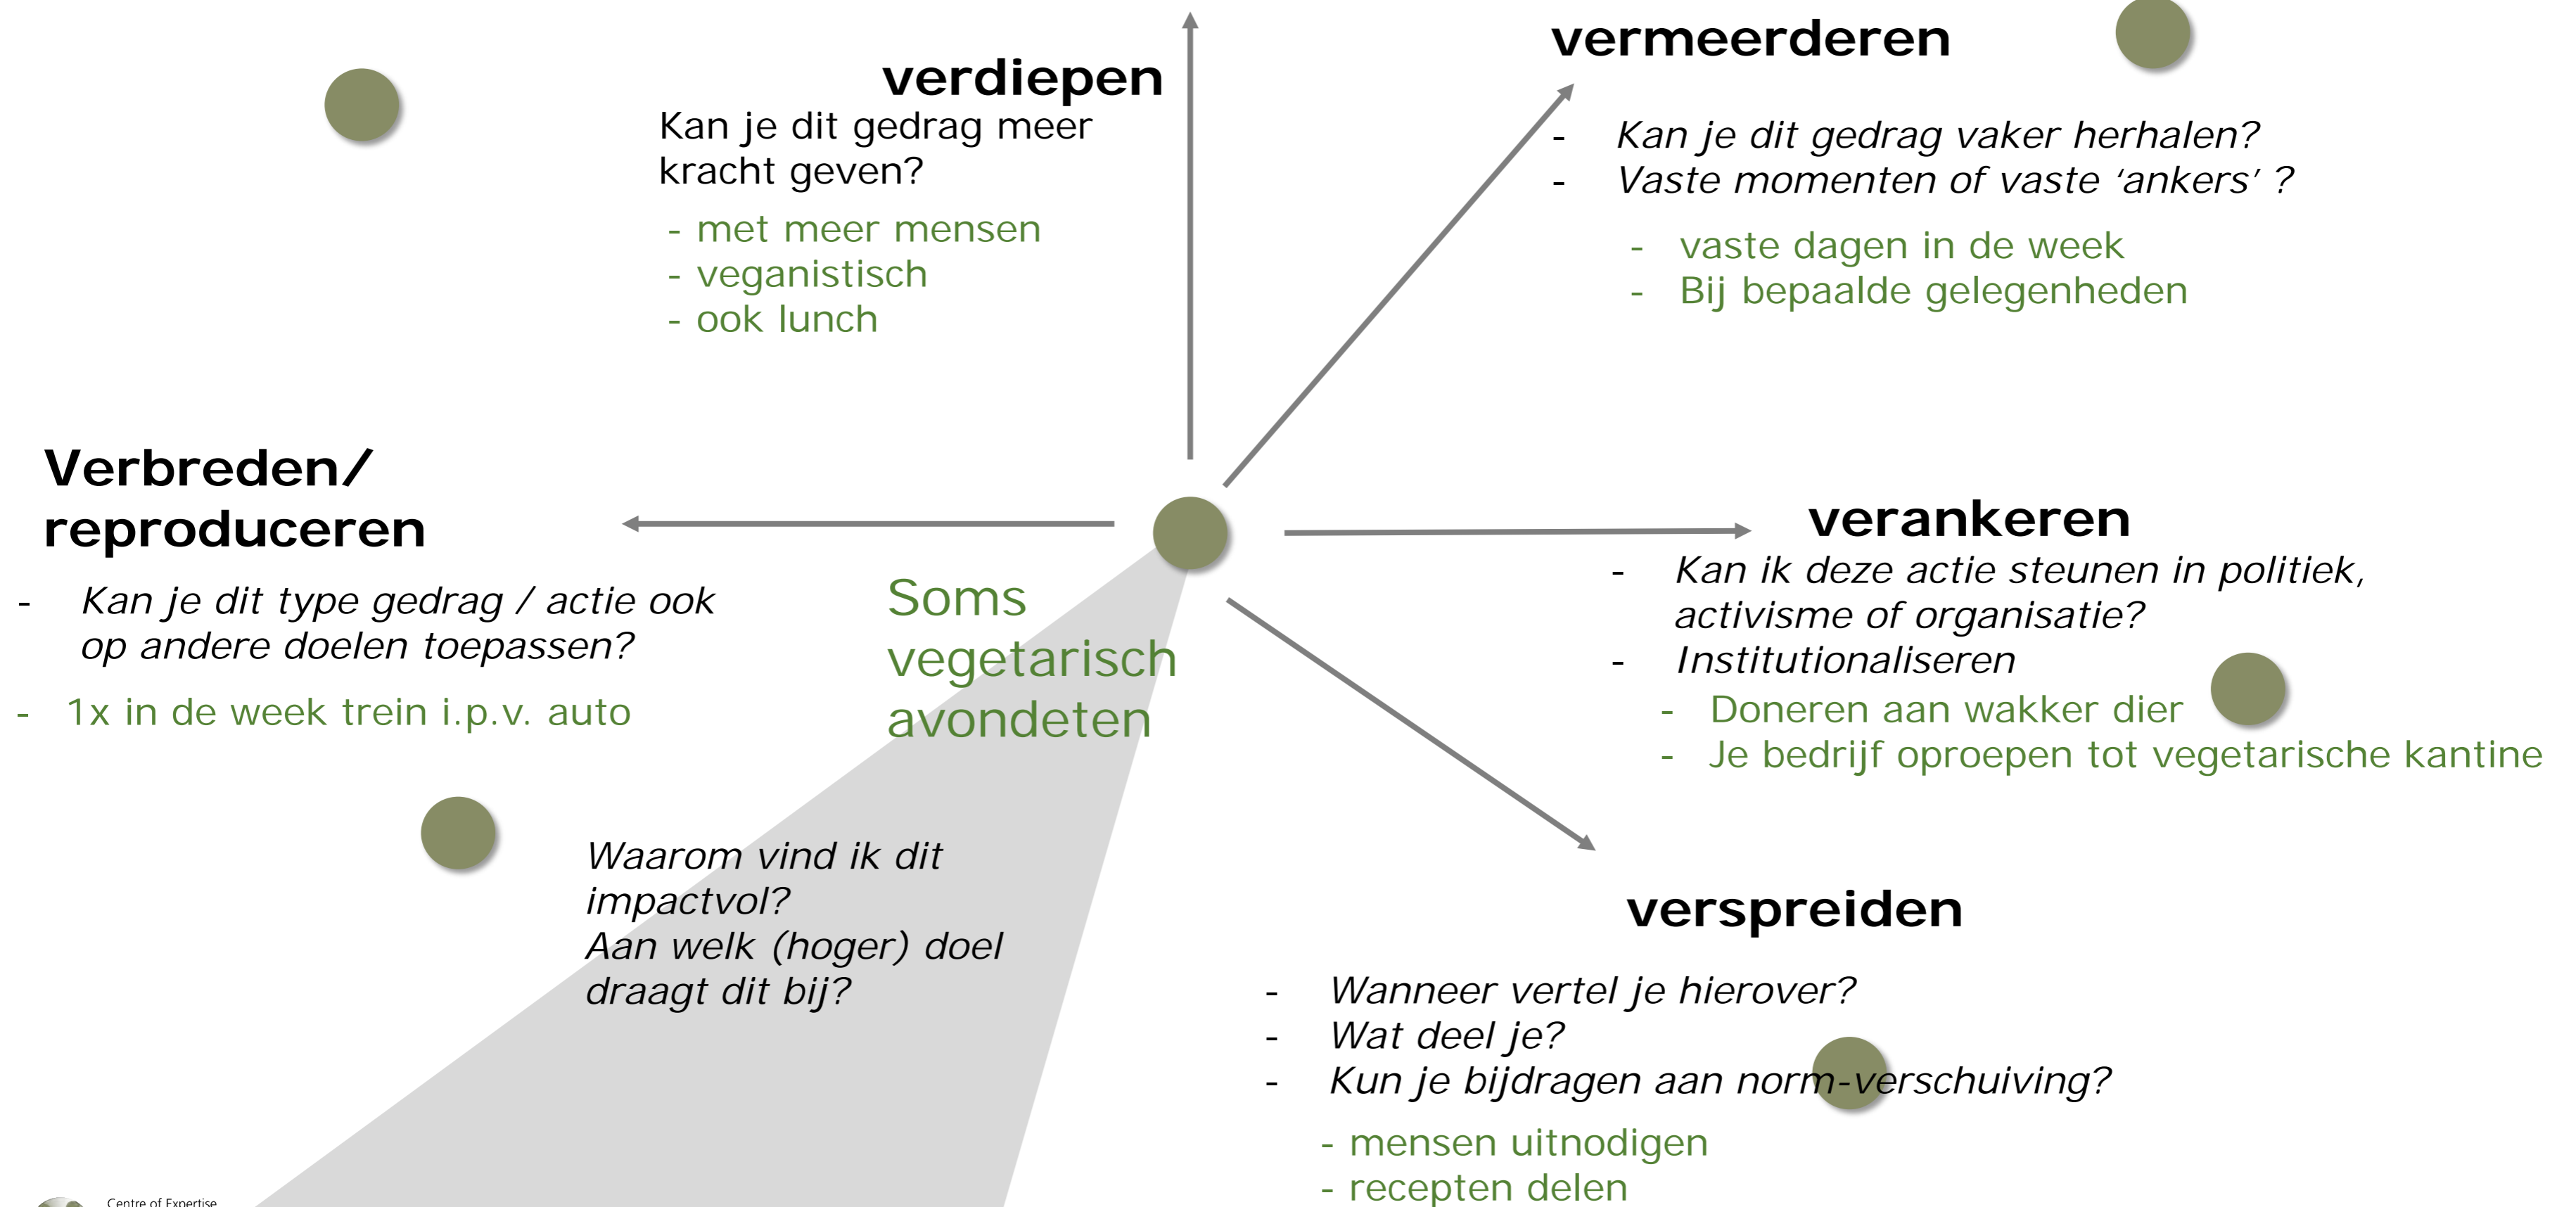 verdiepen
Kan je dit gedrag meer
kracht geven?
- met meer mensen
- veganistisch
- ook lunch
vermeerderen
- Kan je dit gedrag vaker herhalen?
- Vaste momenten of vaste ‘ankers’ ?
- vaste dagen in de week
- Bij bepaalde gelegenheden
Verbreden/
reproduceren
- Kan je dit type gedrag / actie ook
op andere doelen toepassen?
- 1x in de week trein i.p.v. auto
Soms
vegetarisch
avondeten
verankeren
- Kan ik deze actie steunen in politiek,
activisme of organisatie?
- Institutionaliseren
- Doneren aan wakker dier
- Je bedrijf oproepen tot vegetarische kantine
Waarom vind ik dit
impactvol?
Aan welk (hoger) doel
draagt dit bij?
verspreiden
- Wanneer vertel je hierover?
- Wat deel je?
- Kun je bijdragen aan norm-verschuiving?
- mensen uitnodigen
- recepten delen
Centre of Expertise